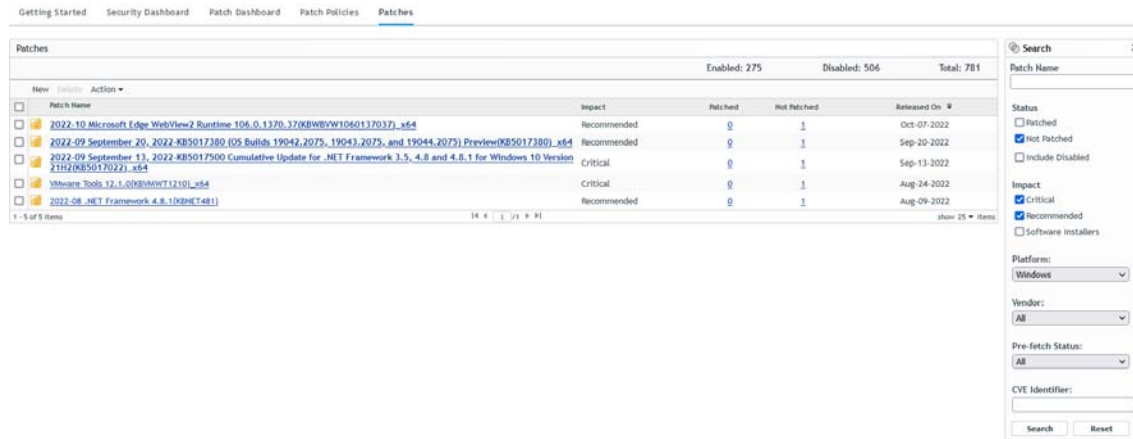 Getting Started Security Dashboard Patch Dashboard Patch Policies Patches
Patches
Enabled: 275 Disabled: 506 Total: 781
New Delete Action
Patch Name Impact Patched Not Patched Released On
2022-10 Microsoft Edge WebView2 Runtime 106.0.1370.37(KBWBVW1060137037)_x64 Recommended 0 1 Oct-07-2022
2022-09 September 20, 2022-KB5017380 (OS Builds 19042.2075, 19043.2075, and 19044.2075) Preview(KB5017380)_x64 Recommended 0 1 Sep-20-2022
2022-09 September 13, 2022-KB5017500 Cumulative Update for .NET Framework 3.5, 4.8 and 4.8.1 for Windows 10 Version
21H2(KB5017022)_x64 Critical 0 1 Sep-13-2022
VMware Tools 12.1.0(KBVMWT1210)_x64 Critical 0 1 Aug-24-2022
2022-08 .NET Framework 4.8.1(KBNET481) Recommended 0 1 Aug-09-2022
1 - 5 of 5 items 1 /1 show 25 items
Search
Patch Name
Status
Patched
Not Patched
Include Disabled
Impact
Critical
Recommended
Software Installers
Platform:
Windows
Vendor:
All
Pre-fetch Status:
All
CVE Identifier:
Search Reset